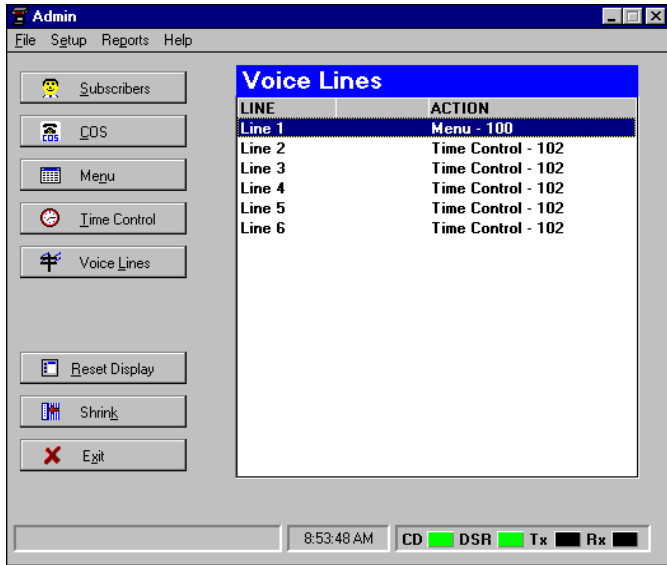 Admin
File Setup Reports Help
Subscribers
COS
COS
Menu
Time Control
Voice Lines
Reset Display
Shrink
Exit
Voice Lines
LINE ACTION
Line 1 Menu - 100
Line 2 Time Control - 102
Line 3 Time Control - 102
Line 4 Time Control - 102
Line 5 Time Control - 102
Line 6 Time Control - 102
8:53:48 AM CD DSR Tx Rx